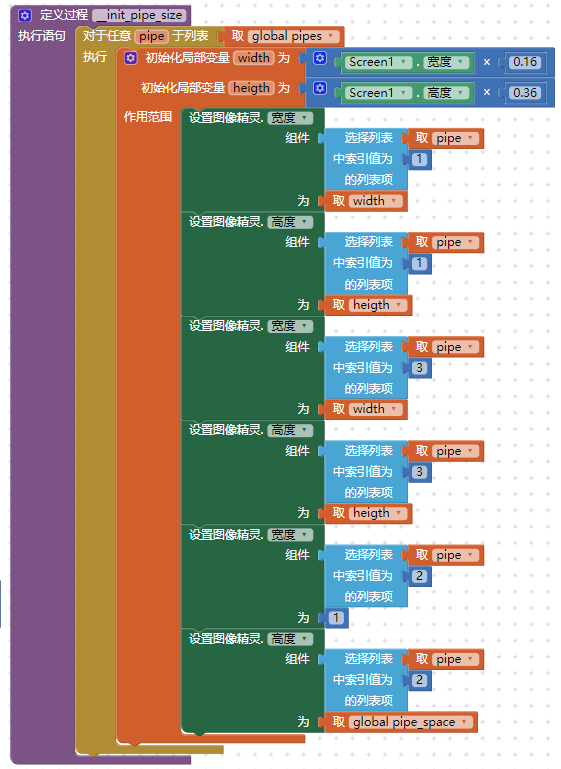 定义过程 __init_pipe_size
执行语句 对于任意 pipe 于列表 取 global pipes
执行 初始化局部变量 width 为 Screen1 . 宽度 × 0.16
初始化局部变量 heigth 为 Screen1 . 高度 × 0.36
作用范围 设置图像精灵. 宽度
组件 选择列表 取 pipe
中索引值为 1
的列表项
为 取 width
设置图像精灵. 高度
组件 选择列表 取 pipe
中索引值为 1
的列表项
为 取 heigth
设置图像精灵. 宽度
组件 选择列表 取 pipe
中索引值为 3
的列表项
为 取 width
设置图像精灵. 高度
组件 选择列表 取 pipe
中索引值为 3
的列表项
为 取 heigth
设置图像精灵. 宽度
组件 选择列表 取 pipe
中索引值为 2
的列表项
为 1
设置图像精灵. 高度
组件 选择列表 取 pipe
中索引值为 2
的列表项
为 取 global pipe_space